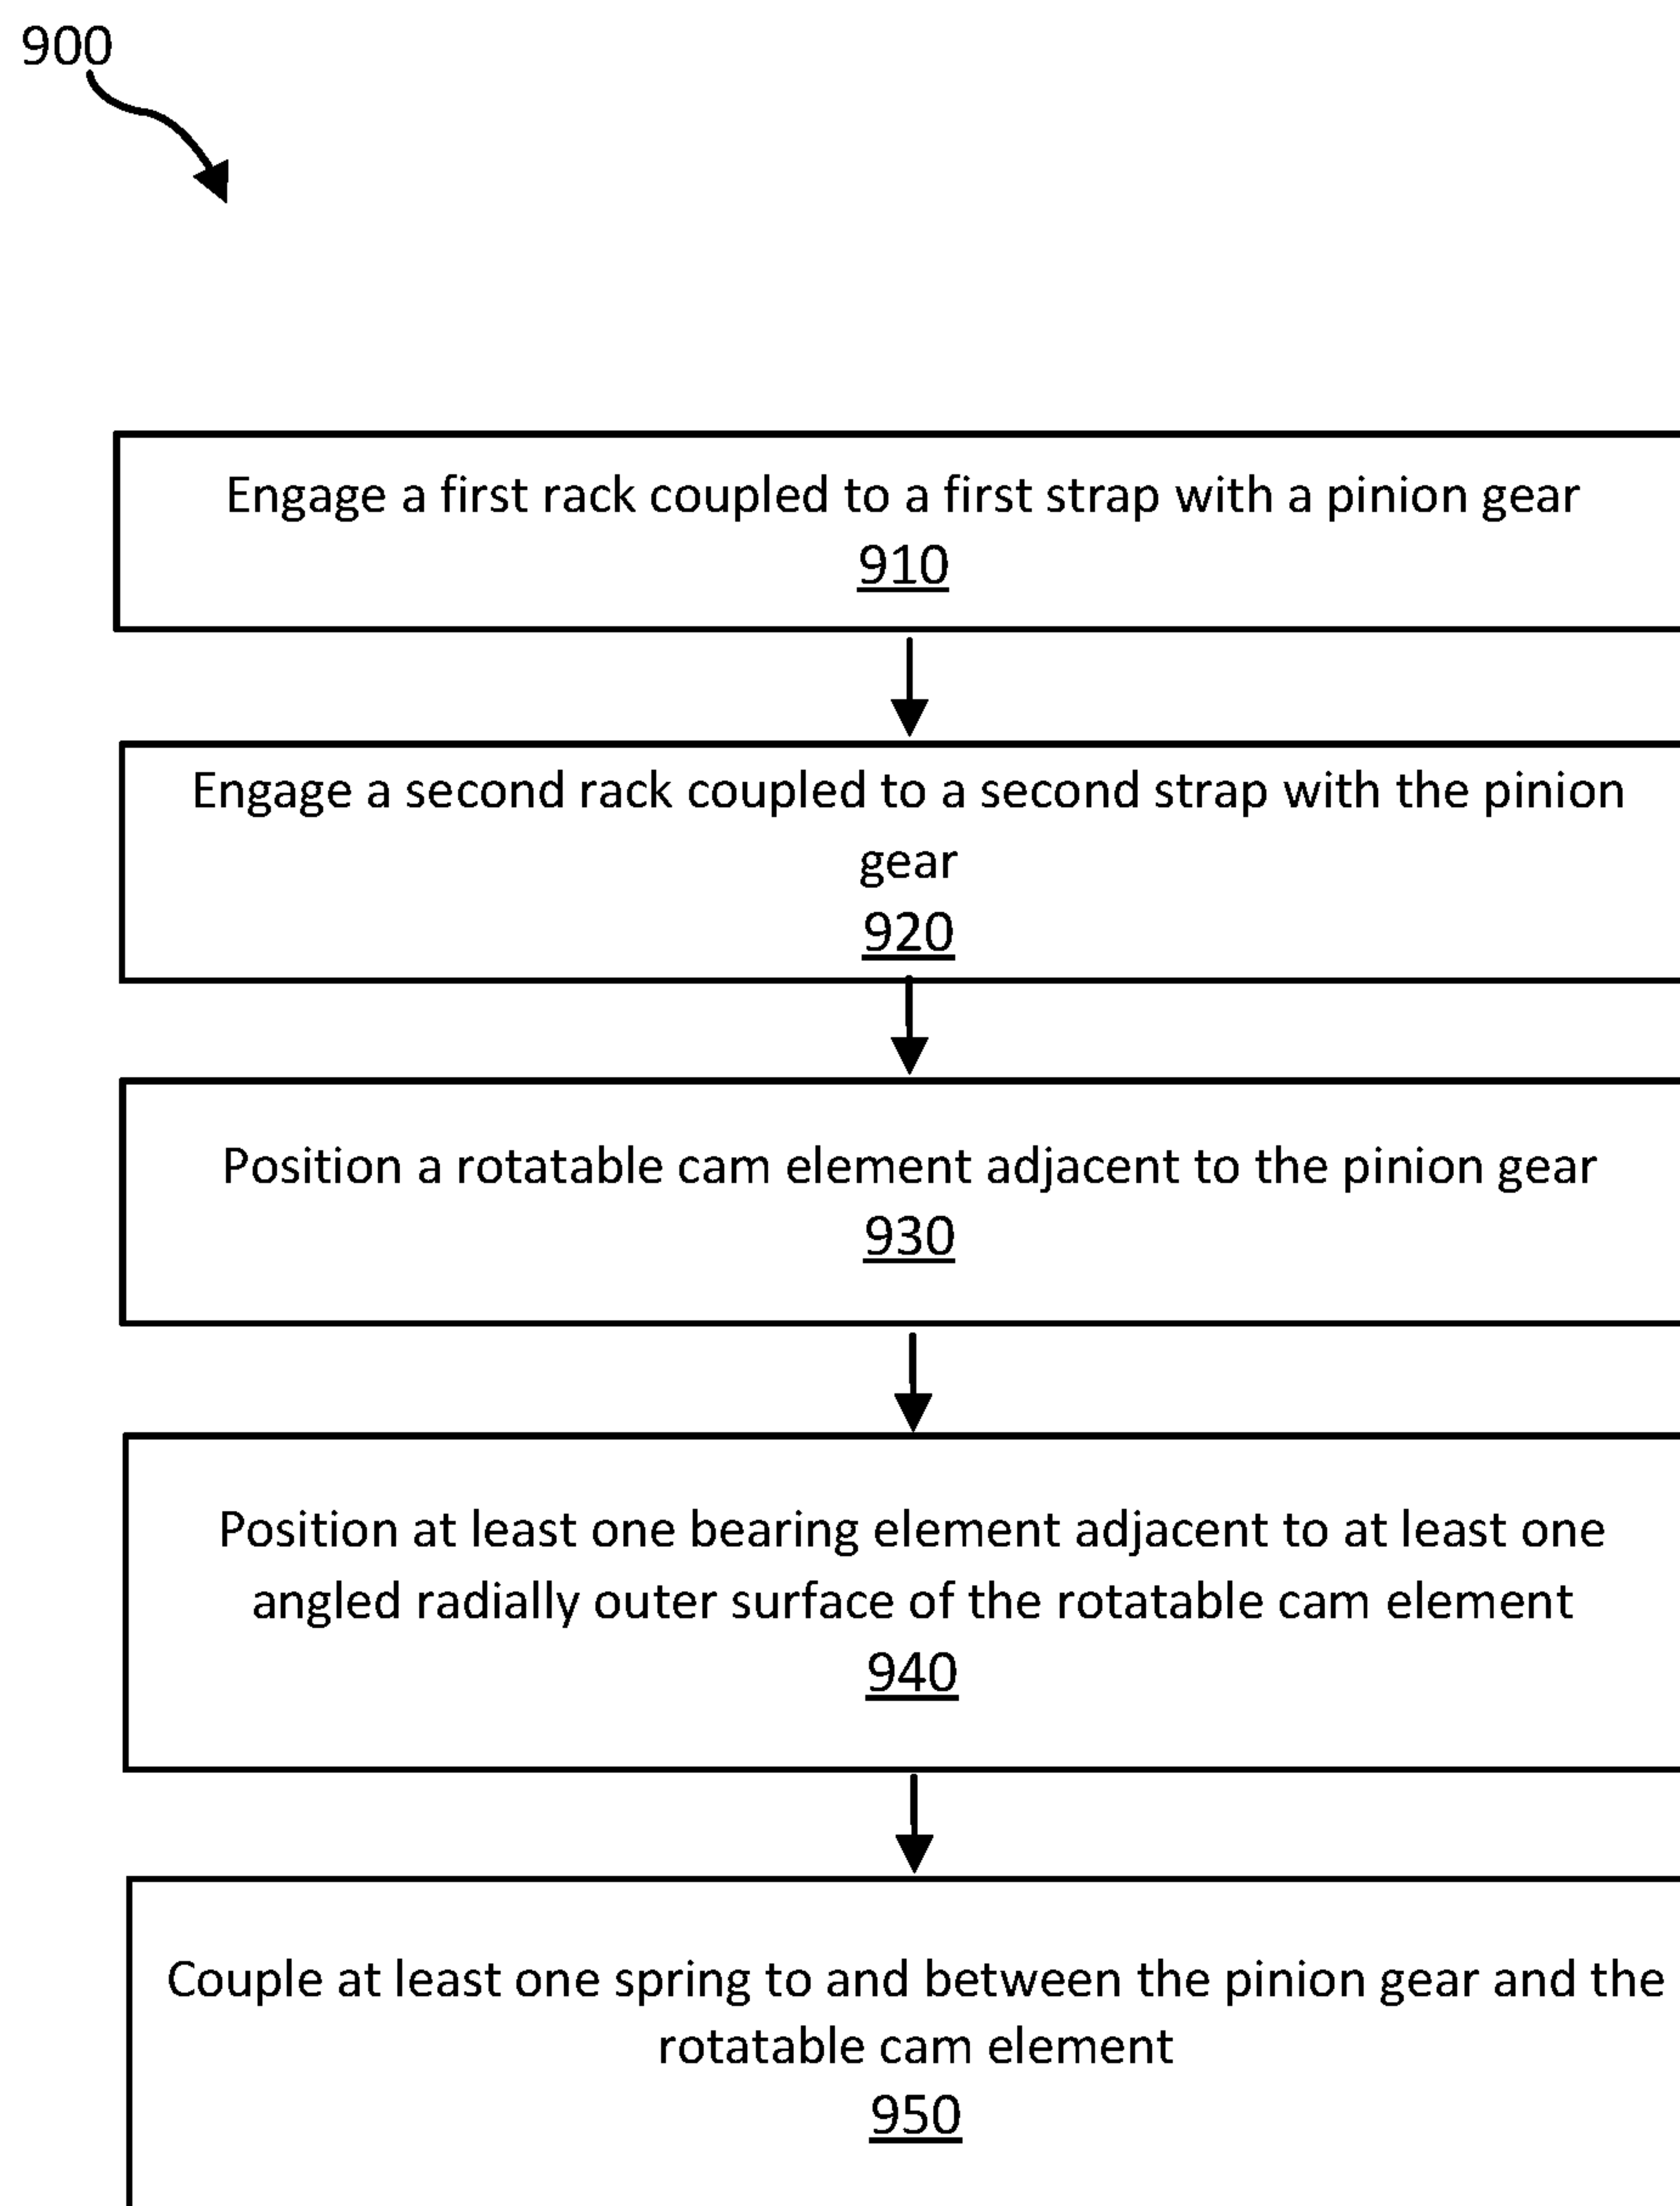 900
Engage a first rack coupled to a first strap with a pinion gear
910
Engage a second rack coupled to a second strap with the pinion
gear
920
Position a rotatable cam element adjacent to the pinion gear
930
Position at least one bearing element adjacent to at least one
angled radially outer surface of the rotatable cam element
940
Couple at least one spring to and between the pinion gear and the
rotatable cam element
950